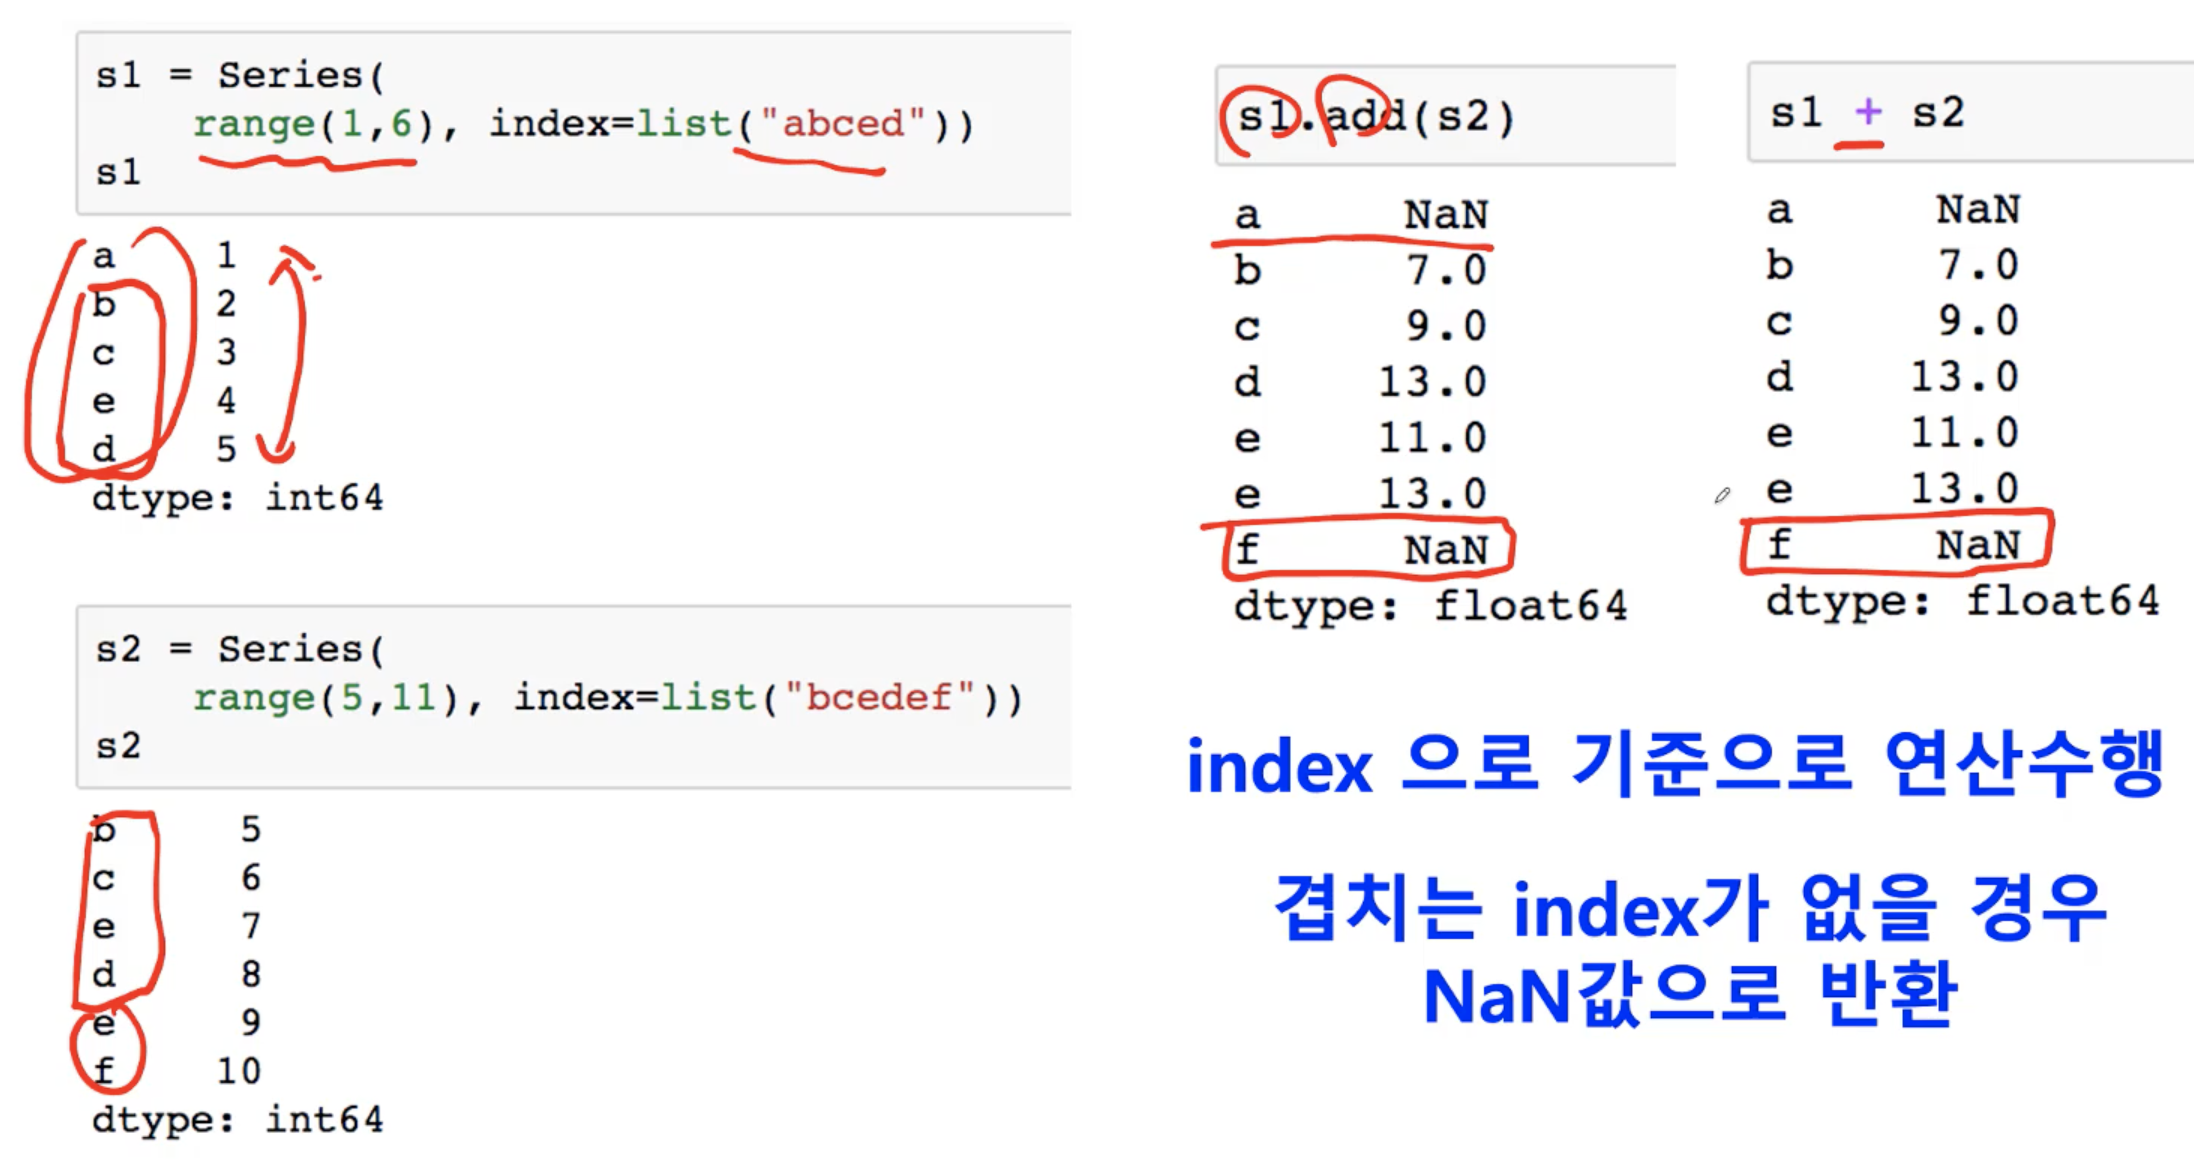 s1 = Series(
range(1,6), index=list("abced"))
s1
a 1
b 2
c 3
e 4
d 5
dtype: int64
s2 = Series(
range(5,11), index=list("bcedef"))
s2
b 5
c 6
e 7
d 8
e 9
f 10
dtype: int64
s1.add(s2)
a NaN
b 7.0
c 9.0
d 13.0
e 11.0
e 13.0
f NaN
dtype: float64
s1 + s2
a NaN
b 7.0
c 9.0
d 13.0
e 11.0
e 13.0
f NaN
dtype: float64
index 으로 기준으로 연산수행
겹치는 index가 없을 경우
NaN값으로 반환